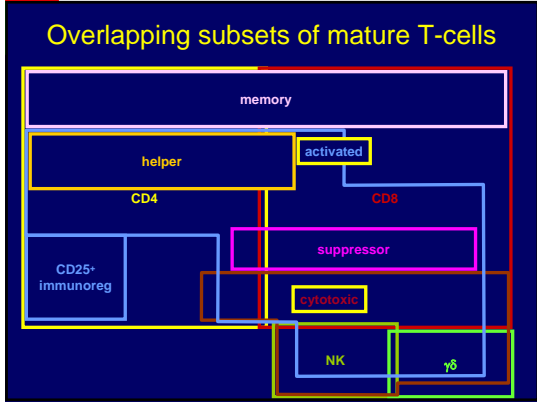 Overlapping subsets of mature T-cells
memory
activated
helper
CD4
CD8
suppressor
CD25+
immunoreg
cytotoxic
NK
γδ